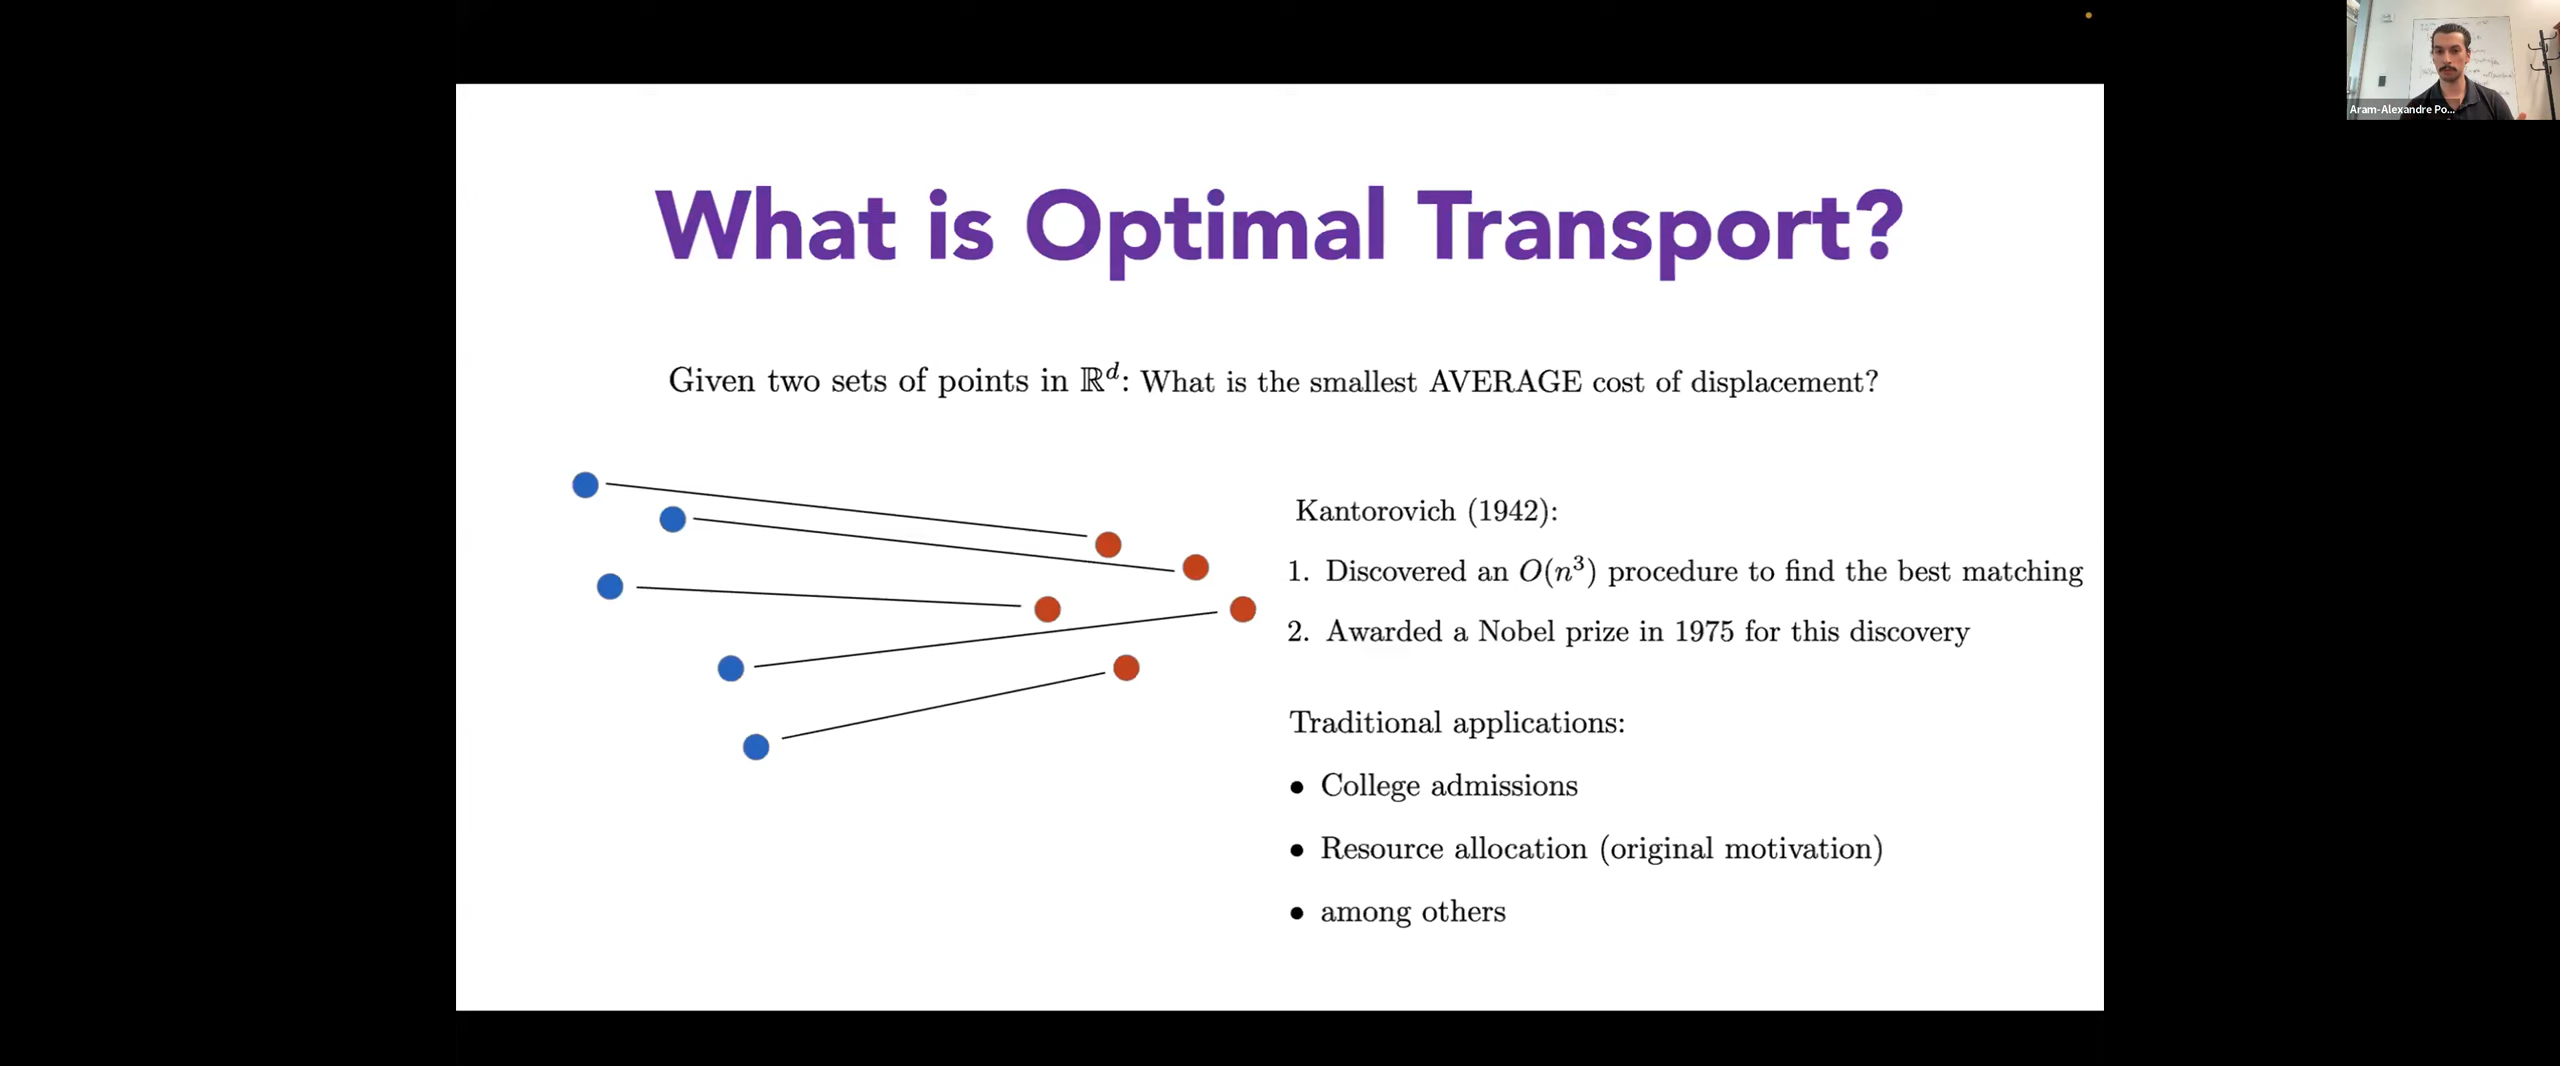 Aram-Alexandre Po...
What is Optimal Transport?
Given two sets of points in ℝᵈ: What is the smallest AVERAGE cost of displacement?
Kantorovich (1942):
1. Discovered an O(n³) procedure to find the best matching
2. Awarded a Nobel prize in 1975 for this discovery
Traditional applications:
• College admissions
• Resource allocation (original motivation)
• among others